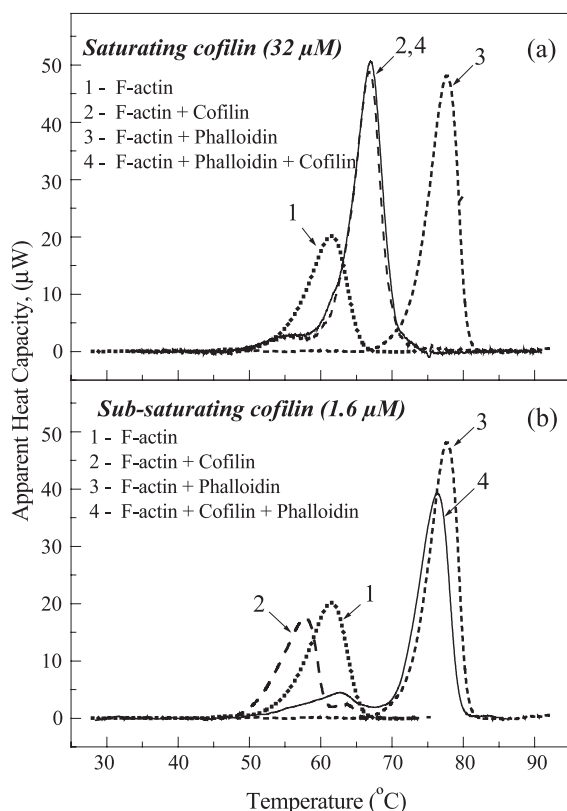 Saturating cofilin (32 µM)
(a)
1 - F-actin
2 - F-actin + Cofilin
3 - F-actin + Phalloidin
4 - F-actin + Phalloidin + Cofilin
2,4
3
1
50
40
30
20
10
0
Apparent Heat Capacity, (µW)
Sub-saturating cofilin (1.6 µM)
(b)
1 - F-actin
2 - F-actin + Cofilin
3 - F-actin + Phalloidin
4 - F-actin + Cofilin + Phalloidin
3
4
2
1
50
40
30
20
10
0
30 40 50 60 70 80 90
Temperature (°C)